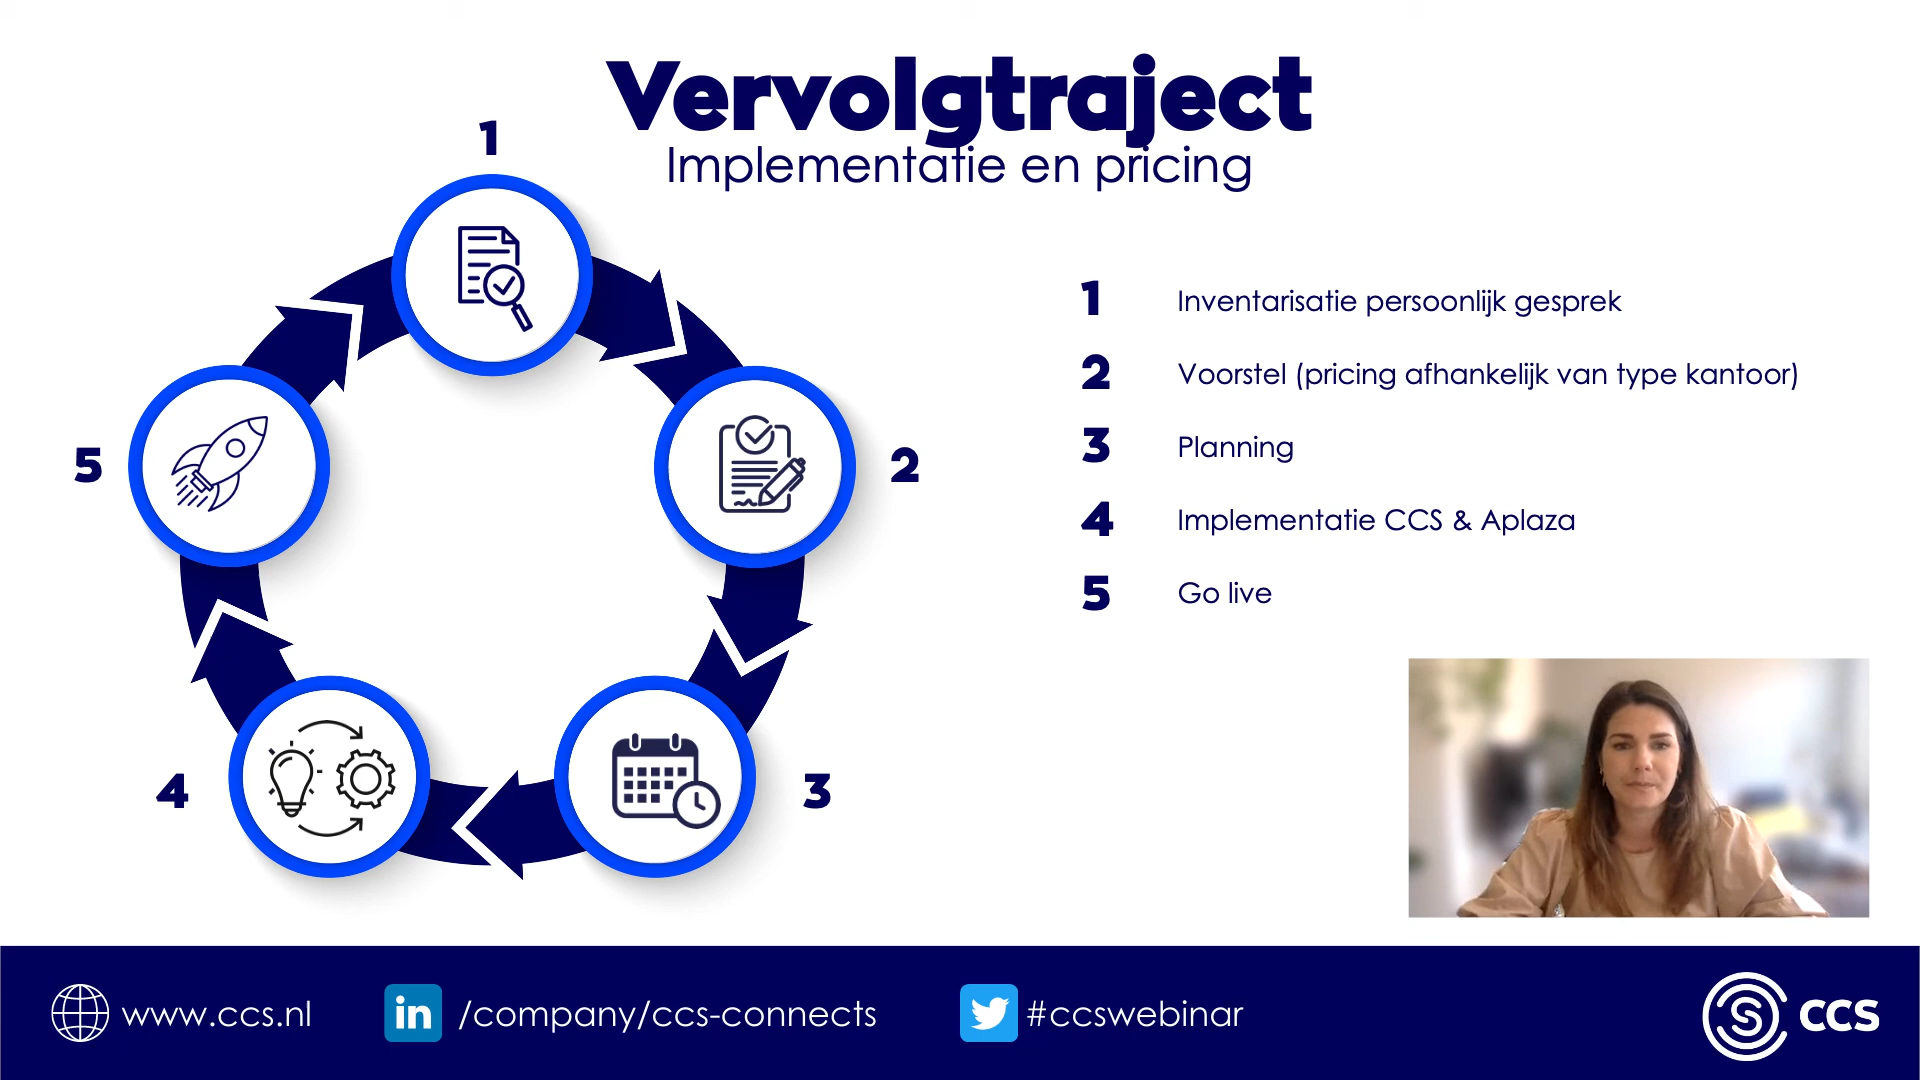 Vervolgtraject
Implementatie en pricing
1
2
3
4
5
1 Inventarisatie persoonlijk gesprek
2 Voorstel (pricing afhankelijk van type kantoor)
3 Planning
4 Implementatie CCS & Aplaza
5 Go live
www.ccs.nl
in /company/ccs-connects
#ccswebinar
CCS